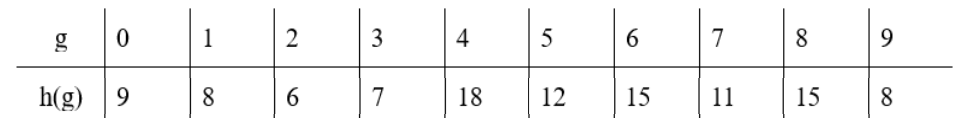 g 0 1 2 3 4 5 6 7 8 9
h(g) 9 8 6 7 18 12 15 11 15 8